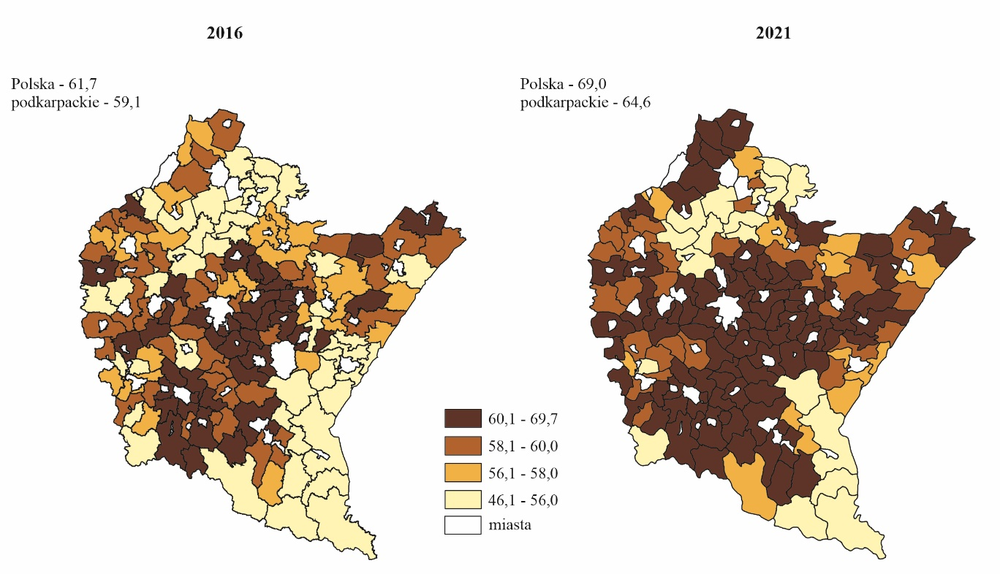 2016
2021
Polska - 61,7
podkarpackie - 59,1
Polska - 69,0
podkarpackie - 64,6
60,1 - 69,7
58,1 - 60,0
56,1 - 58,0
46,1 - 56,0
miasta